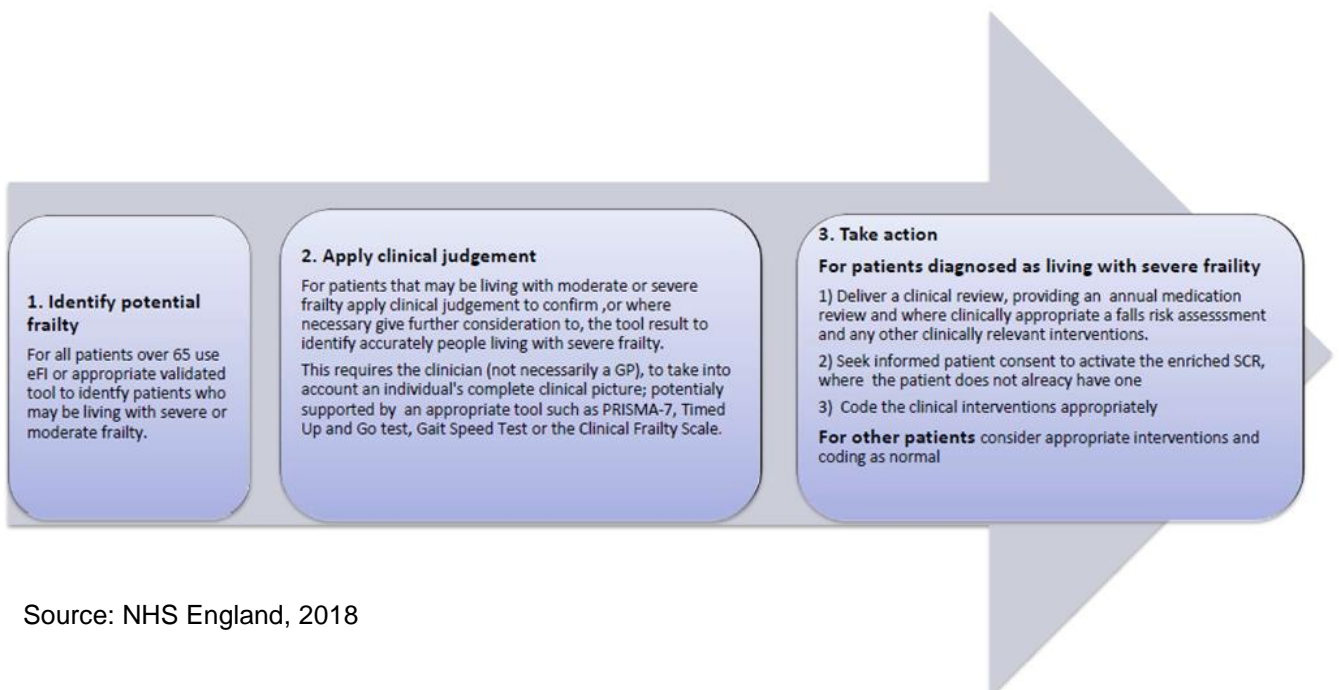 1. Identify potential
frailty
For all patients over 65 use
eFI or appropriate validated
tool to identfy patients who
may be living with severe or
moderate frailty.
2. Apply clinical judgement
For patients that may be living with moderate or severe
frailty apply clinical judgement to confirm ,or where
necessary give further consideration to, the tool result to
identify accurately people living with severe frailty.
This requires the clinician (not necessarily a GP), to take into
account an individual's complete clinical picture; potentialy
supported by an appropriate tool such as PRISMA-7, Timed
Up and Go test, Gait Speed Test or the Clinical Frailty Scale.
3. Take action
For patients diagnosed as living with severe fraility
1) Deliver a clinical review, providing an annual medication
review and where clinically appropriate a falls risk assesssment
and any other clinically relevant interventions.
2) Seek informed patient consent to activate the enriched SCR,
where the patient does not alreacy have one
3) Code the clinical interventions appropriately
For other patients consider appropriate interventions and
coding as normal
Source: NHS England, 2018